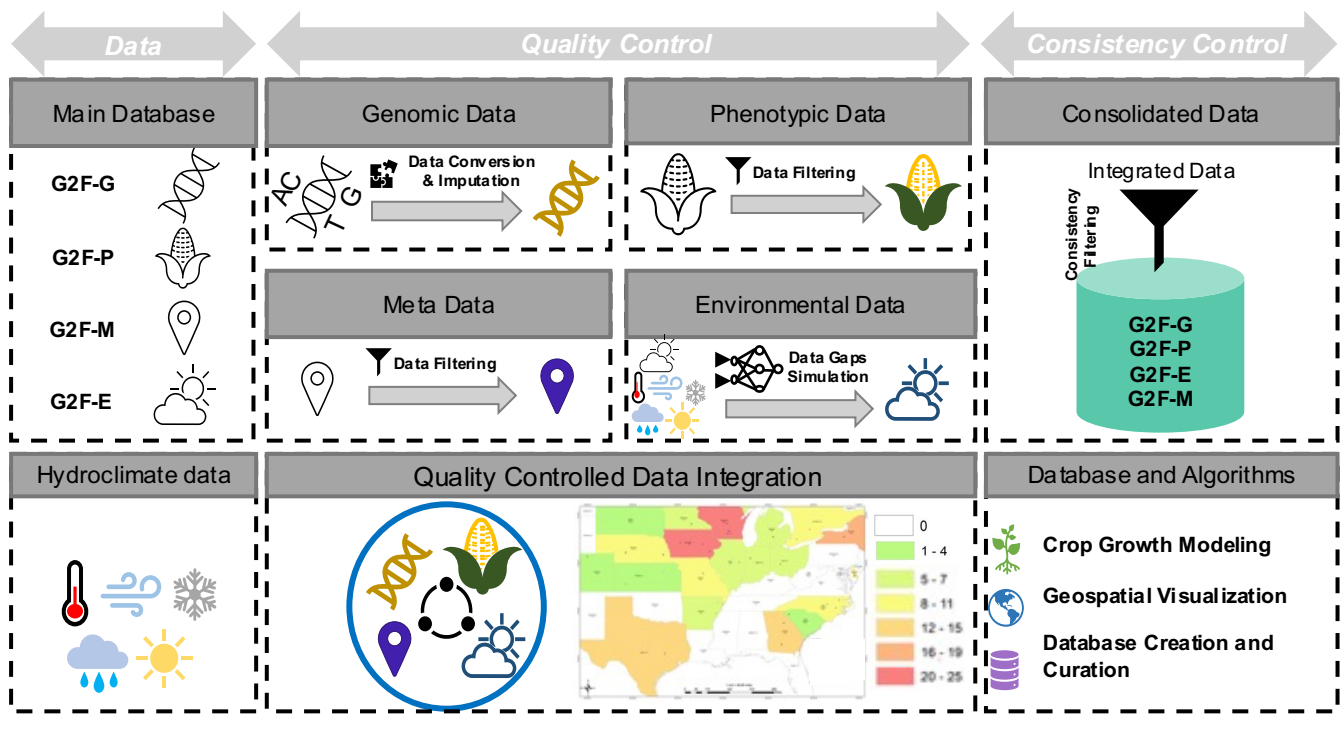 Data
Quality Control
Consistency Control
Main Database
G2F-G
G2F-P
G2F-M
G2F-E
Genomic Data
AC
T G
Data Conversion
& Imputation
Phenotypic Data
Data Filtering
Meta Data
Data Filtering
Environmental Data
Data Gaps
Simulation
Consolidated Data
Integrated Data
Consistency
Filtering
G2F-G
G2F-P
G2F-E
G2F-M
Hydroclimate data
Quality Controlled Data Integration
0
1 - 4
5 - 7
8 - 11
12 - 15
16 - 19
20 - 25
Database and Algorithms
Crop Growth Modeling
Geospatial Visualization
Database Creation and
Curation